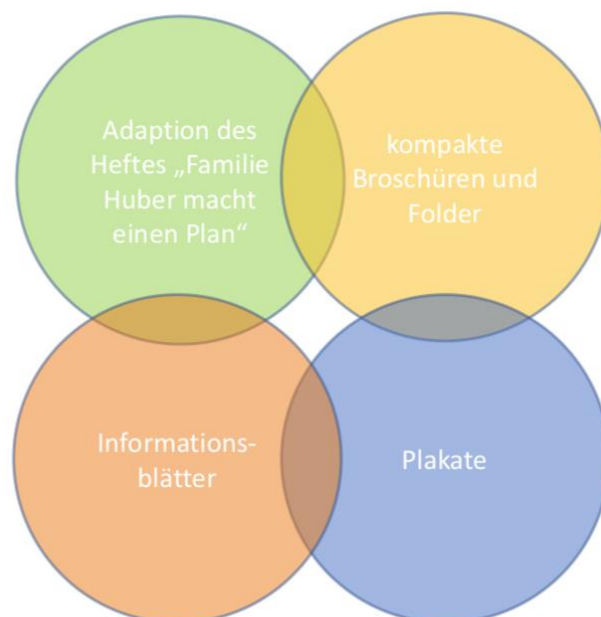 Adaption des
Heftes „Familie
Huber macht
einen Plan“
kompakte
Broschüren und
Folder
Informations-
blätter
Plakate